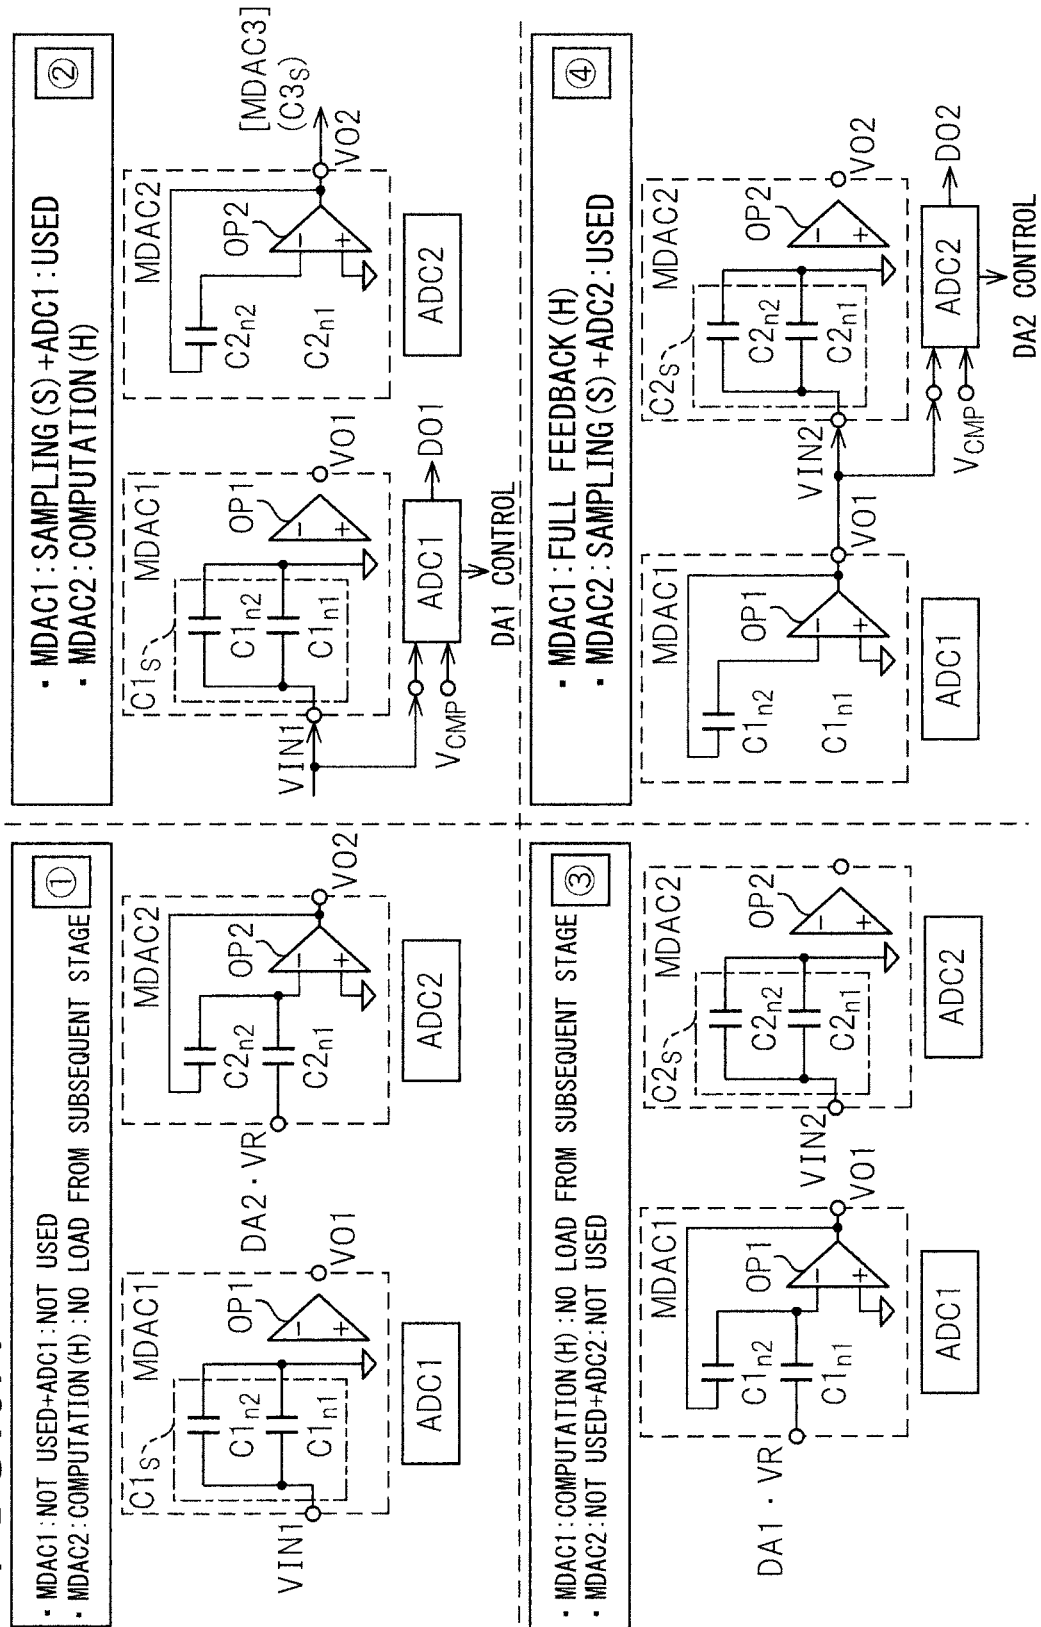 ①
· MDAC1:NOT USED+ADC1:NOT USED
· MDAC2:COMPUTATION(H):NO LOAD FROM SUBSEQUENT STAGE
C1S
MDAC1
C1n2
C1n1
OP1
VIN1
VO1
ADC1
MDAC2
C2n2
C2n1
OP2
DA2 · VR
VO2
ADC2
②
· MDAC1:SAMPLING(S)+ADC1:USED
· MDAC2:COMPUTATION(H)
C1S
MDAC1
C1n2
C1n1
OP1
VIN1
VO1
VCMP
ADC1
DO1
DA1 CONTROL
MDAC2
C2n2
C2n1
OP2
VO2
[MDAC3]
(C3S)
ADC2
③
· MDAC1:COMPUTATION(H):NO LOAD FROM SUBSEQUENT STAGE
· MDAC2:NOT USED+ADC2:NOT USED
MDAC1
C1n2
C1n1
OP1
DA1 · VR
VO1
ADC1
C2S
MDAC2
C2n2
C2n1
OP2
VIN2
ADC2
④
· MDAC1:FULL FEEDBACK(H)
· MDAC2:SAMPLING(S)+ADC2:USED
MDAC1
C1n2
C1n1
OP1
VO1
ADC1
C2S
MDAC2
C2n2
C2n1
OP2
VIN2
VO2
VCMP
ADC2
DO2
DA2 CONTROL